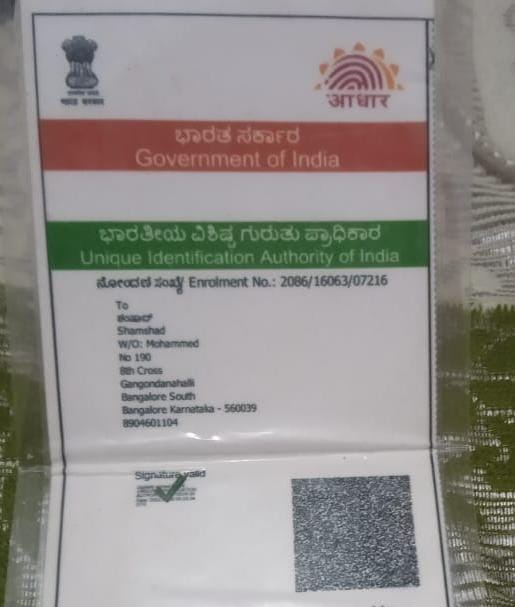 आधार
ಭಾರತ ಸರ್ಕಾರ
Government of India
ಭಾರತೀಯ ವಿಶಿಷ್ಟ ಗುರುತು ಪ್ರಾಧಿಕಾರ
Unique Identification Authority of India
ನೋಂದಣಿ ಸಂಖ್ಯೆ/ Enrolment No.: 2086/16063/07216
To
Shamshad
W/O: Mohammed
No 190
8th Cross
Gangondanahalli
Bangalore South
Bangalore Karnataka - 560039
8904601104
Signature valid